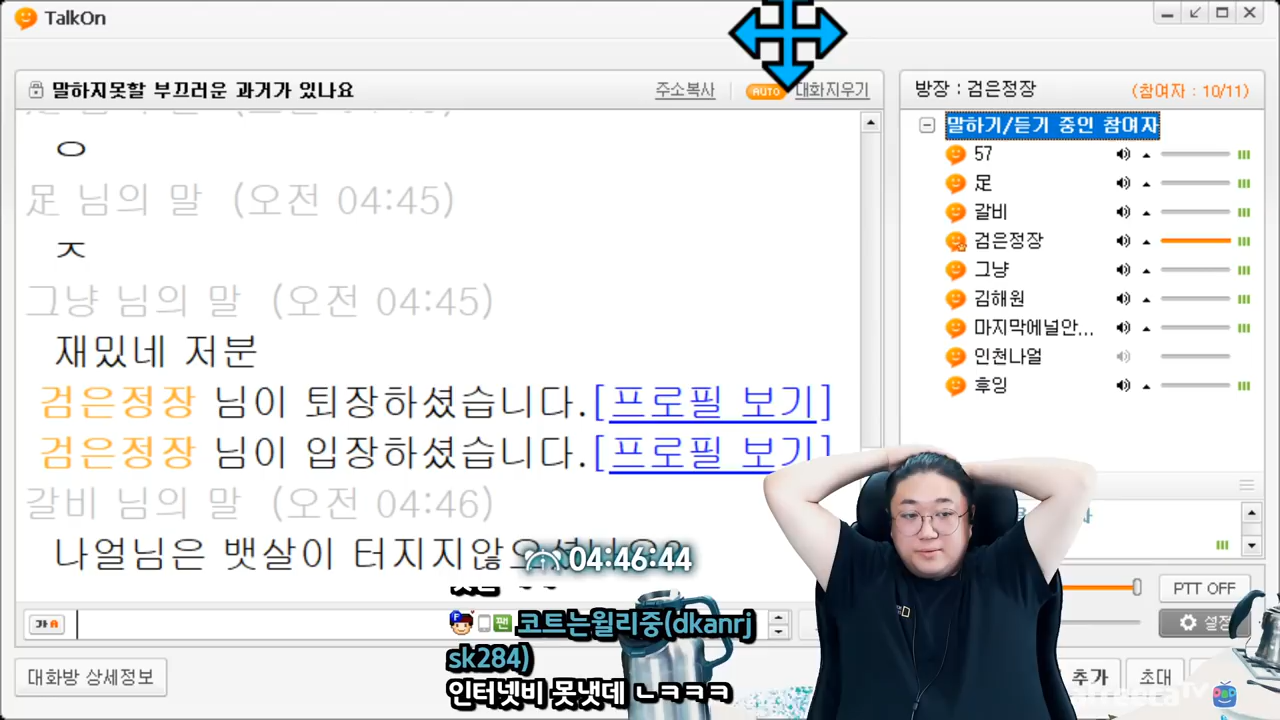 TalkOn
말하지못할 부끄러운 과거가 있나요
주소복사
AUTO
대화지우기
ㅇ
足 님의 말 (오전 04:45)
ㅈ
그냥 님의 말 (오전 04:45)
재밌네 저분
검은정장 님이 퇴장하셨습니다.[프로필 보기]
검은정장 님이 입장하셨습니다.[프로필 보기]
갈비 님의 말 (오전 04:46)
나얼님은 뱃살이 터지지않
04:46:44
가
팬 코트는윌리중(dkanrj
sk284)
인터넷비 못냇데 ㄴㅋㅋㅋ
대화방 상세정보
방장 : 검은정장
(참여자 : 10/11)
말하기/듣기 중인 참여자
57
足
갈비
검은정장
그냥
김해원
마지막에널안...
인천나얼
후잉
PTT OFF
설정
추가
초대